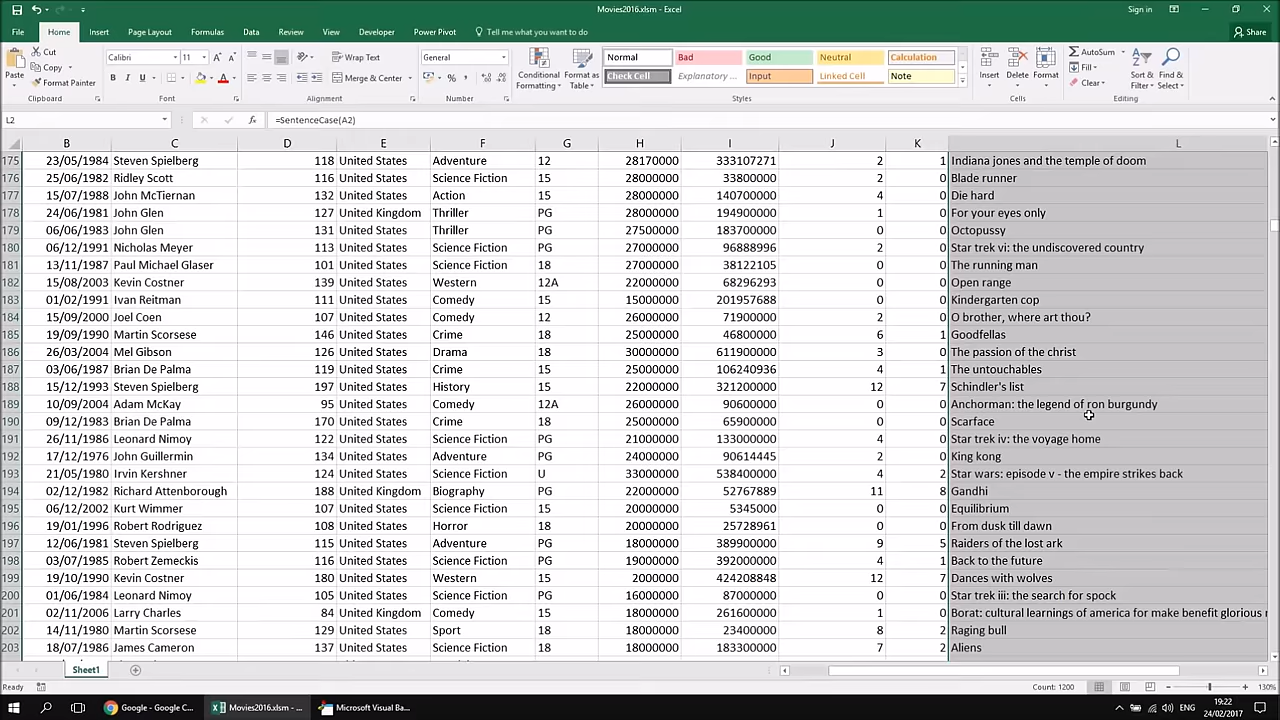 Movies2016.xlsm - Excel
Sign in
File Home Insert Page Layout Formulas Data Review View Developer Power Pivot Tell me what you want to do Share
Paste Cut Copy Format Painter
Calibri 11 Wrap Text General
B I U Merge & Center %
Conditional Formatting Format as Table
Normal Bad Good Neutral Calculation
Check Cell Explanatory ... Input Linked Cell Note
Insert Delete Format
AutoSum Fill Clear
Sort & Filter Find & Select
Clipboard Font Alignment Number Styles Cells Editing
L2 fx =SentenceCase(A2)
B C D E F G H I J K L
175 23/05/1984 Steven Spielberg 118 United States Adventure 12 28170000 333107271 2 1 Indiana jones and the temple of doom
176 25/06/1982 Ridley Scott 116 United States Science Fiction 15 28000000 33800000 2 0 Blade runner
177 15/07/1988 John McTiernan 132 United States Action 15 28000000 140700000 4 0 Die hard
178 24/06/1981 John Glen 127 United Kingdom Thriller PG 28000000 194900000 1 0 For your eyes only
179 06/06/1983 John Glen 131 United States Thriller PG 27500000 183700000 0 0 Octopussy
180 06/12/1991 Nicholas Meyer 113 United States Science Fiction PG 27000000 96888996 2 0 Star trek vi: the undiscovered country
181 13/11/1987 Paul Michael Glaser 101 United States Science Fiction 18 27000000 38122105 0 0 The running man
182 15/08/2003 Kevin Costner 139 United States Western 12A 22000000 68296293 0 0 Open range
183 01/02/1991 Ivan Reitman 111 United States Comedy PG 15000000 201957688 0 0 Kindergarten cop
184 15/09/2000 Joel Coen 107 United States Comedy 12 26000000 71900000 2 0 O brother, where art thou?
185 19/09/1990 Martin Scorsese 146 United States Crime 18 25000000 46800000 6 1 Goodfellas
186 26/03/2004 Mel Gibson 126 United States Drama 18 30000000 611900000 3 0 The passion of the christ
187 03/06/1987 Brian De Palma 119 United States Crime 15 25000000 106240936 4 1 The untouchables
188 15/12/1993 Steven Spielberg 197 United States History 15 22000000 321200000 12 7 Schindler's list
189 10/09/2004 Adam McKay 95 United States Comedy 12A 26000000 90600000 0 0 Anchorman: the legend of ron burgundy
190 09/12/1983 Brian De Palma 170 United States Crime 18 25000000 65900000 0 0 Scarface
191 26/11/1986 Leonard Nimoy 122 United States Science Fiction PG 21000000 133000000 4 0 Star trek iv: the voyage home
192 17/12/1976 John Guillermin 134 United States Adventure PG 24000000 90614445 2 0 King kong
193 21/05/1980 Irvin Kershner 124 United States Science Fiction U 33000000 538400000 4 2 Star wars: episode v - the empire strikes back
194 02/12/1982 Richard Attenborough 188 United Kingdom Biography PG 22000000 52767889 11 8 Gandhi
195 06/12/2002 Kurt Wimmer 107 United States Science Fiction 15 20000000 5345000 0 0 Equilibrium
196 19/01/1996 Robert Rodriguez 108 United States Horror 18 20000000 25728961 0 0 From dusk till dawn
197 12/06/1981 Steven Spielberg 115 United States Adventure PG 18000000 389900000 9 5 Raiders of the lost ark
198 03/07/1985 Robert Zemeckis 116 United States Science Fiction PG 19000000 392000000 4 1 Back to the future
199 19/10/1990 Kevin Costner 180 United States Western 15 2000000 424208848 12 7 Dances with wolves
200 01/06/1984 Leonard Nimoy 105 United States Science Fiction PG 16000000 87000000 0 0 Star trek iii: the search for spock
201 02/11/2006 Larry Charles 84 United Kingdom Comedy 15 18000000 261600000 1 0 Borat: cultural learnings of america for make benefit glorious
202 14/11/1980 Martin Scorsese 129 United States Sport 18 18000000 23400000 8 2 Raging bull
203 18/07/1986 James Cameron 137 United States Science Fiction 18 18000000 183300000 7 2 Aliens
Sheet1
Ready Count: 1200 130%
Google - Google C... Movies2016.xlsm - ... Microsoft Visual Ba... ENG 19:22
24/02/2017